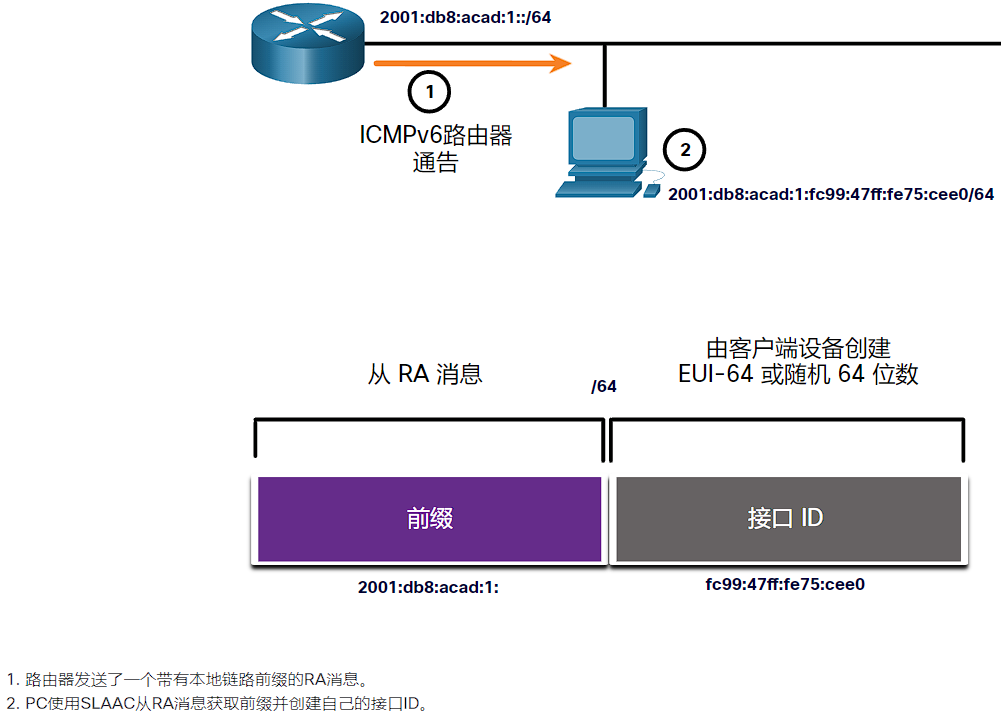 2001:db8:acad:1::/64
1
ICMPv6路由器
通告
2
2001:db8:acad:1:fc99:47ff:fe75:cee0/64
从 RA 消息
/64
由客户端设备创建
EUI-64 或随机 64 位数
前缀
接口 ID
2001:db8:acad:1:
fc99:47ff:fe75:cee0
1. 路由器发送了一个带有本地链路前缀的RA消息。
2. PC使用SLAAC从RA消息获取前缀并创建自己的接口ID。